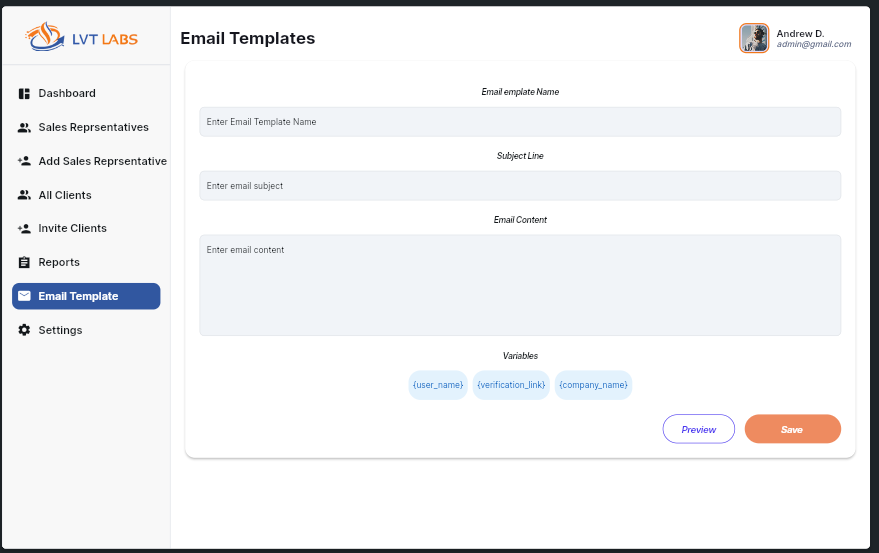 LVT LABS
Email Templates
Andrew D.
admin@gmail.com
Dashboard
Sales Reprsentatives
Add Sales Reprsentative
All Clients
Invite Clients
Reports
Email Template
Settings
Email emplate Name
Enter Email Template Name
Subject Line
Enter email subject
Email Content
Enter email content
Variables
{user_name} {verification_link} {company_name}
Preview Save